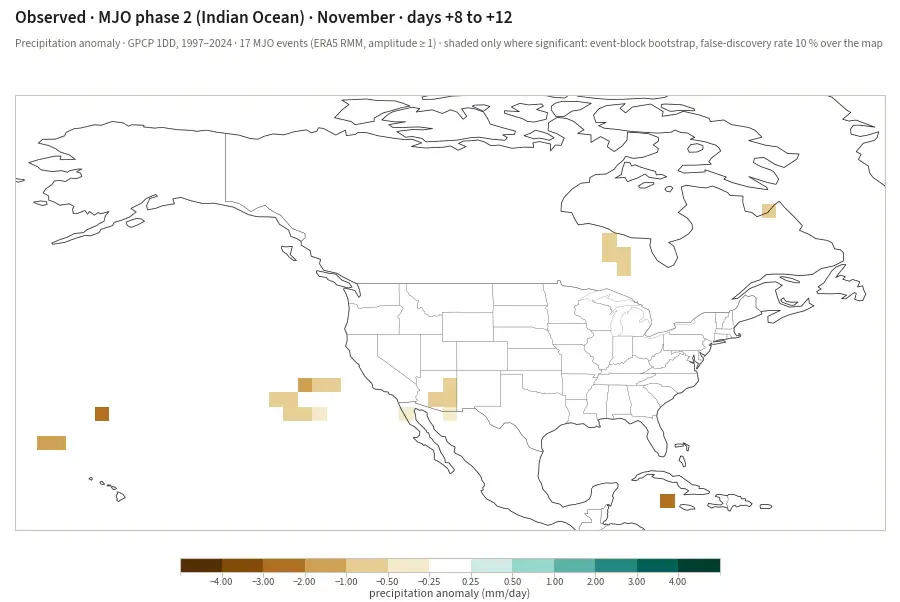 Observed · MJO phase 2 (Indian Ocean) · November · days +8 to +12
Precipitation anomaly · GPCP 1DD, 1997–2024 · 17 MJO events (ERA5 RMM, amplitude ≥ 1) · shaded only where significant: event-block bootstrap, false-discovery rate 10 % over the map
−4.00 −3.00 −2.00 −1.00 −0.50 −0.25 0.25 0.50 1.00 2.00 3.00 4.00
precipitation anomaly (mm/day)